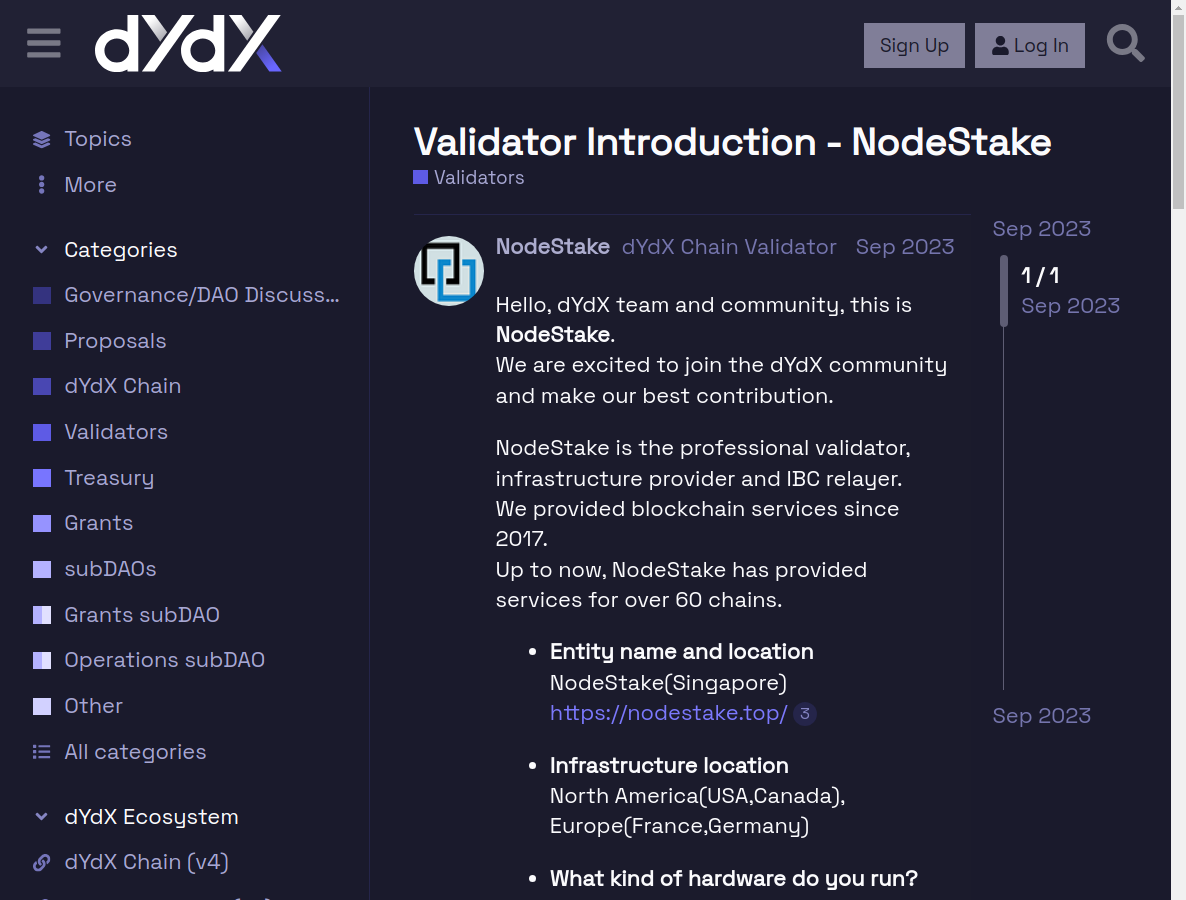 dYdX
Sign Up
Log In
Topics
More
Categories
Governance/DAO Discuss...
Proposals
dYdX Chain
Validators
Treasury
Grants
subDAOs
Grants subDAO
Operations subDAO
Other
All categories
dYdX Ecosystem
dYdX Chain (v4)
Validator Introduction - NodeStake
Validators
NodeStake dYdX Chain Validator Sep 2023
Hello, dYdX team and community, this is
NodeStake.
We are excited to join the dYdX community
and make our best contribution.
NodeStake is the professional validator,
infrastructure provider and IBC relayer.
We provided blockchain services since
2017.
Up to now, NodeStake has provided
services for over 60 chains.
• Entity name and location
NodeStake(Singapore)
https://nodestake.top/ 3
• Infrastructure location
North America(USA,Canada),
Europe(France,Germany)
• What kind of hardware do you run?
Sep 2023
1 / 1
Sep 2023
Sep 2023